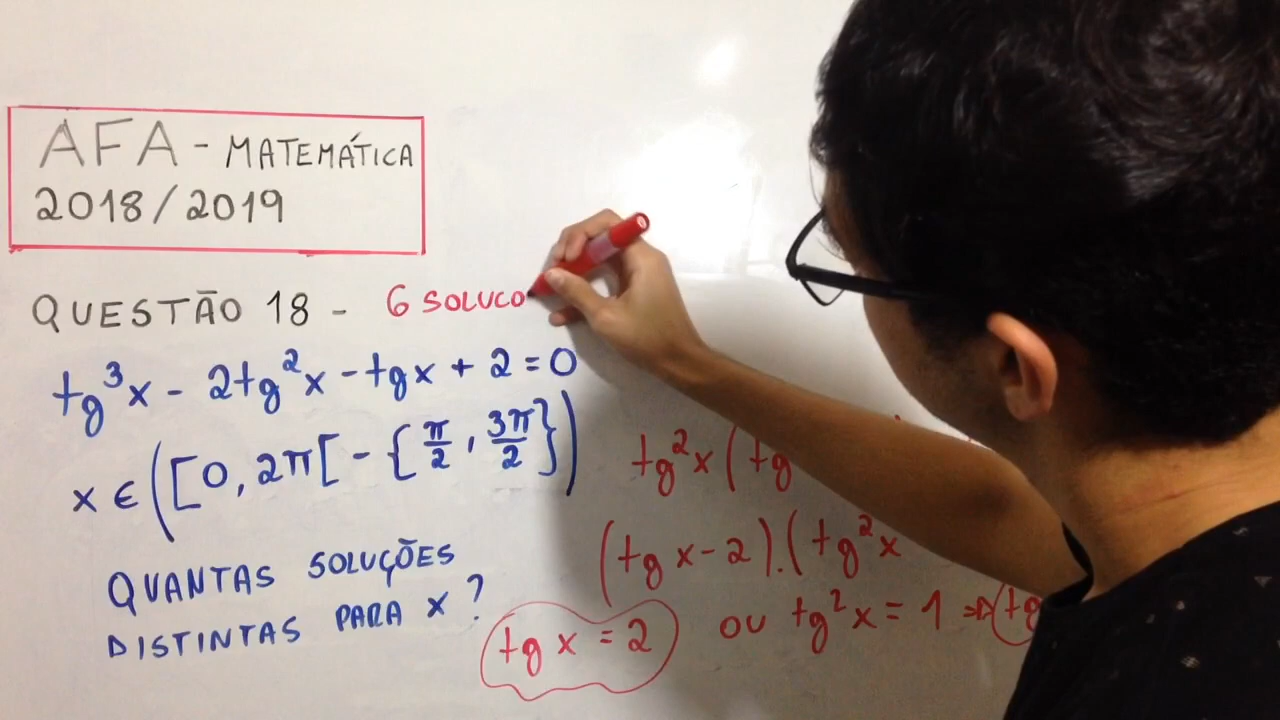 AFA - MATEMÁTICA
2018/2019
QUESTÃO 18 - 6 SOLUCO
tg³x - 2tg²x - tgx + 2 = 0
x ∈ ([0, 2π[ - {π/2, 3π/2})
QUANTAS SOLUÇÕES
DISTINTAS PARA X?
tg²x (tg
(tg x - 2).(tg²x
tg x = 2 ou tg²x = 1 ⇒ tg